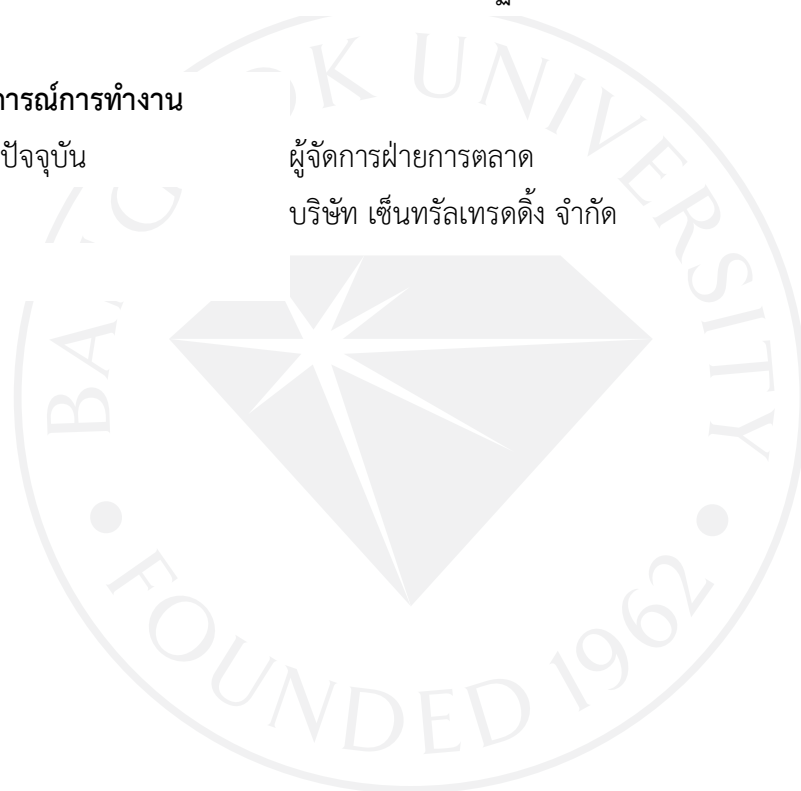 การณ์การทำงาน
ปัจจุบัน ผู้จัดการฝ่ายการตลาด
บริษัท เซ็นทรัลเทรดดิ้ง จำกัด
UNIVERSITY
FOUNDED 1962